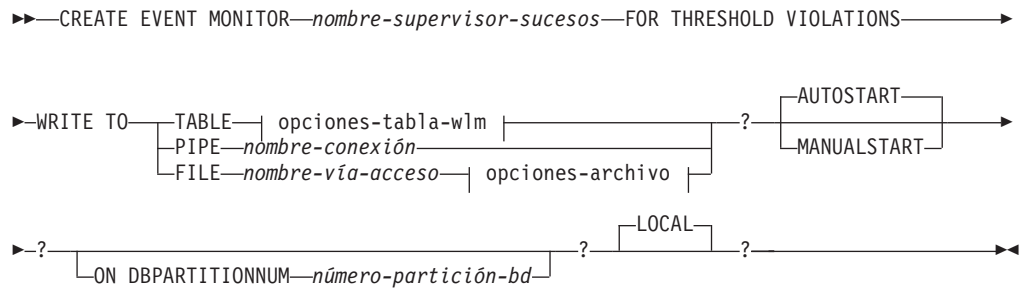 CREATE EVENT MONITOR nombre-supervisor-sucesos FOR THRESHOLD VIOLATIONS
AUTOSTART
WRITE TO TABLE opciones-tabla-wlm ?
PIPE nombre-conexión MANUALSTART
FILE nombre-vía-acceso opciones-archivo
LOCAL
? ? ?
ON DBPARTITIONNUM número-partición-bd